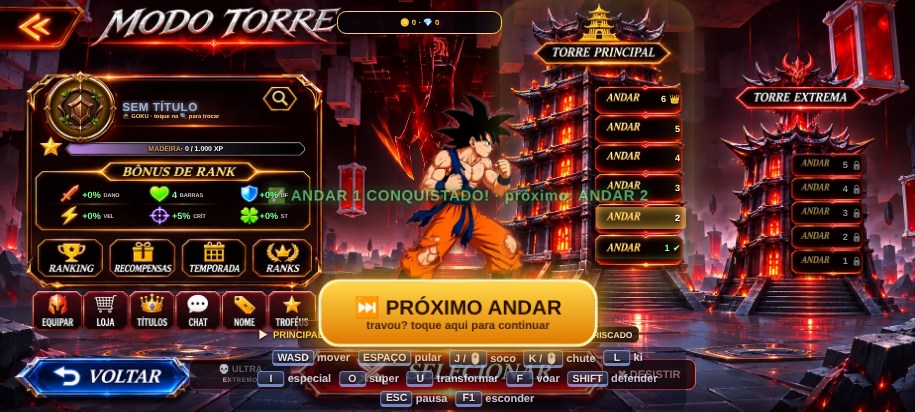 MODO TORRE
0 · 0
TORRE PRINCIPAL
TORRE EXTREMA
SEM TÍTULO
GOKU · toque na 🔍 para trocar
MADEIRA · 0 / 1.000 XP
BÔNUS DE RANK
+0% DANO
4 BARRAS
+0% DF
+0% VEL
+5% CRÍT
+0% ST
RANKING
RECOMPENSAS
TEMPORADA
RANKS
EQUIPAR
LOJA
TÍTULOS
CHAT
NOME
TROFÉUS
ANDAR 6
ANDAR 5
ANDAR 4
ANDAR 3
ANDAR 2
ANDAR 1 ✔
ANDAR 5
ANDAR 4
ANDAR 3
ANDAR 2
ANDAR 1
ANDAR 1 CONQUISTADO! · próximo: ANDAR 2
PRÓXIMO ANDAR
travou? toque aqui para continuar
▶ PRINCIPAL
RISCADO
VOLTAR
ULTRA
EXTREMO
SELECIONAR
✖ DESISTIR
WASD mover ESPAÇO pular J / soco K / chute L ki
I especial O super U transformar F voar SHIFT defender
ESC pausa F1 esconder